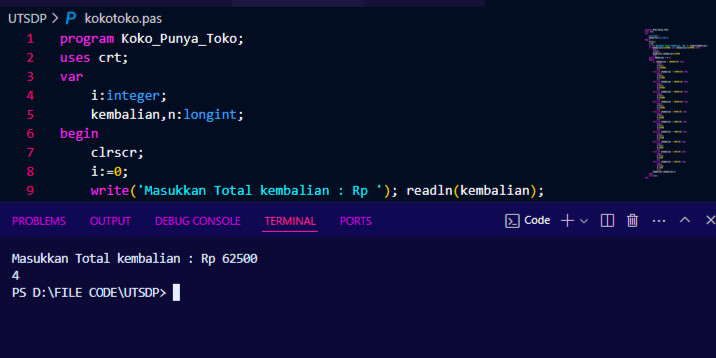 UTSDP > kokotoko.pas
1 program Koko_Punya_Toko;
2 uses crt;
3 var
4 i:integer;
5 kembalian,n:longint;
6 begin
7 clrscr;
8 i:=0;
9 write('Masukkan Total kembalian : Rp '); readln(kembalian);
PROBLEMS OUTPUT DEBUG CONSOLE TERMINAL PORTS Code
Masukkan Total kembalian : Rp 62500
4
PS D:\FILE CODE\UTSDP>